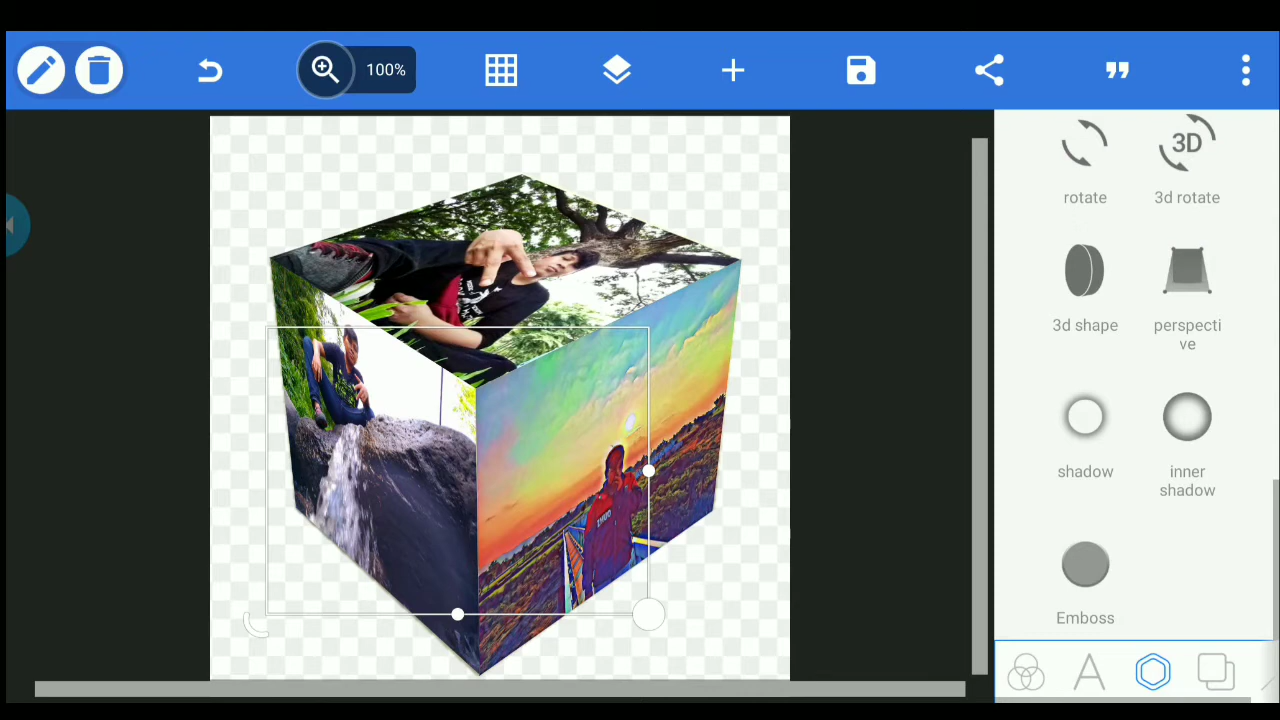 100%
rotate
3d rotate
3D
3d shape
perspecti
ve
shadow
inner
shadow
Emboss